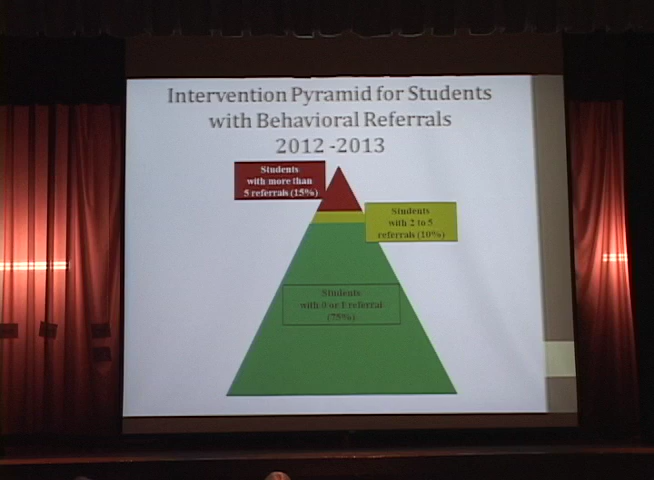 Intervention Pyramid for Students
with Behavioral Referrals
2012 -2013
Students
with more than
5 referrals (15%)
Students
with 2 to 5
referrals (10%)
Students
with 0 or 1 referral
(75%)